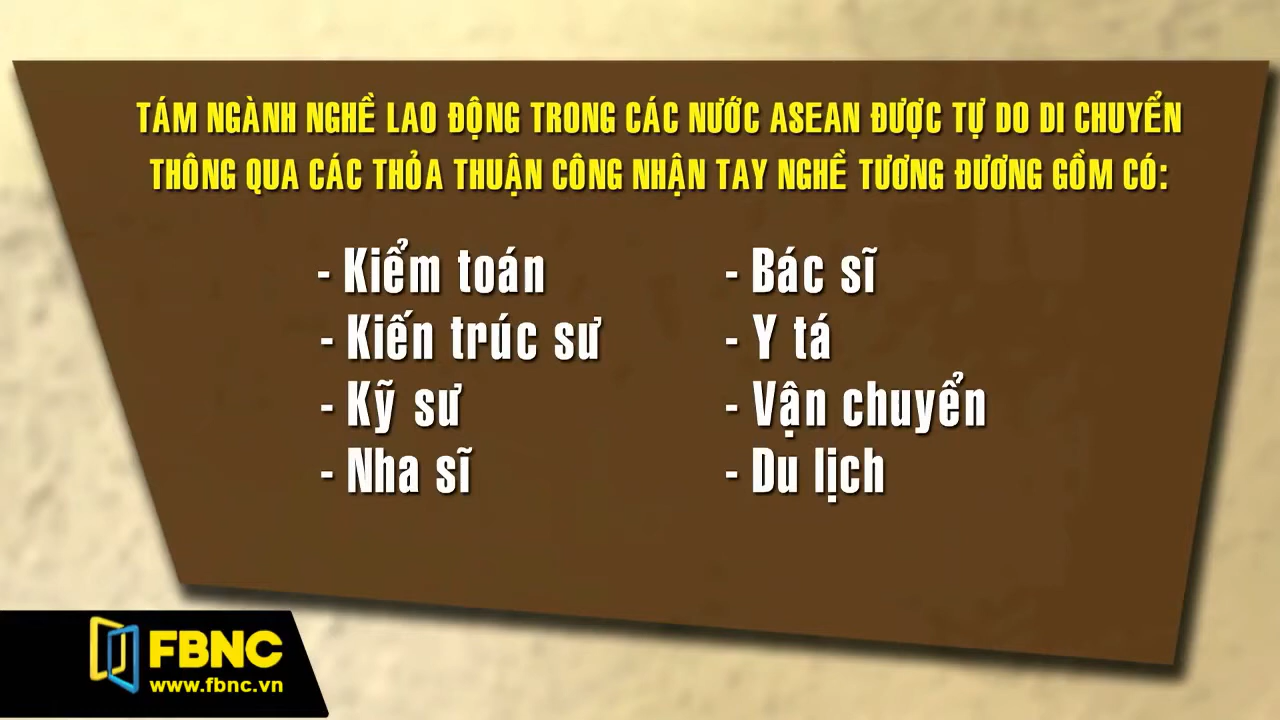 TÁM NGÀNH NGHỀ LAO ĐỘNG TRONG CÁC NƯỚC ASEAN ĐƯỢC TỰ DO DI CHUYỂN
THÔNG QUA CÁC THỎA THUẬN CÔNG NHẬN TAY NGHỀ TƯƠNG ĐƯƠNG GỒM CÓ:
- Kiểm toán
- Kiến trúc sư
- Kỹ sư
- Nha sĩ
- Bác sĩ
- Y tá
- Vận chuyển
- Du lịch
FBNC
www.fbnc.vn